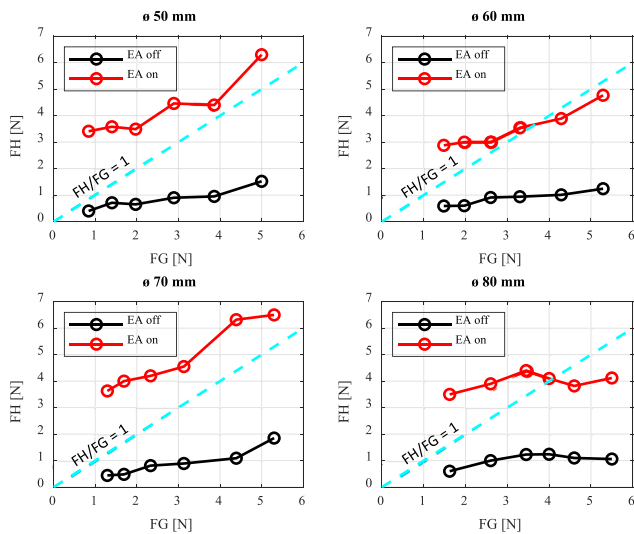 ø 50 mm
7
6
5
4
3
2
1
0
FH [N]
EA off
EA on
FH/FG = 1
0 1 2 3 4 5 6
FG [N]
ø 60 mm
7
6
5
4
3
2
1
0
FH [N]
EA off
EA on
FH/FG = 1
0 1 2 3 4 5 6
FG [N]
ø 70 mm
7
6
5
4
3
2
1
0
FH [N]
EA off
EA on
FH/FG = 1
0 1 2 3 4 5 6
FG [N]
ø 80 mm
7
6
5
4
3
2
1
0
FH [N]
EA off
EA on
FH/FG = 1
0 1 2 3 4 5 6
FG [N]